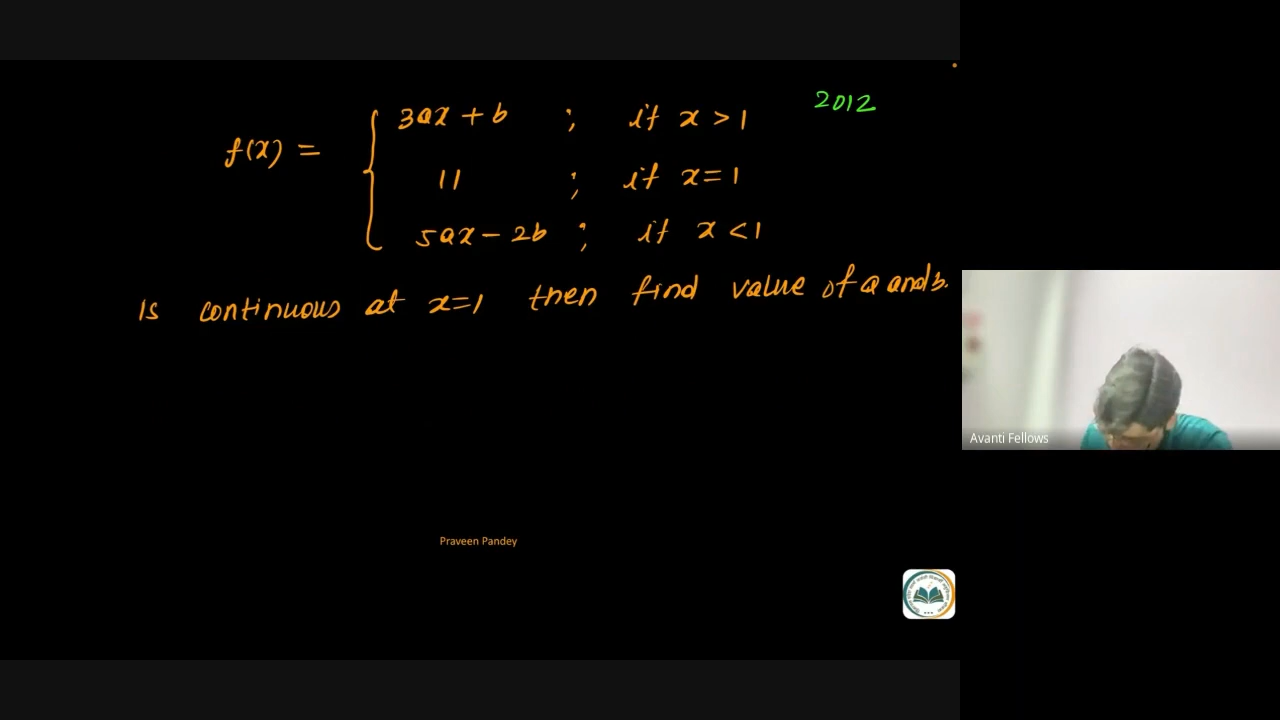 2012
f(x) = { 3ax + b ; if x > 1
11 ; if x = 1
5ax - 2b ; if x < 1
Is continuous at x=1 then find value of a and b.
Avanti Fellows
Praveen Pandey